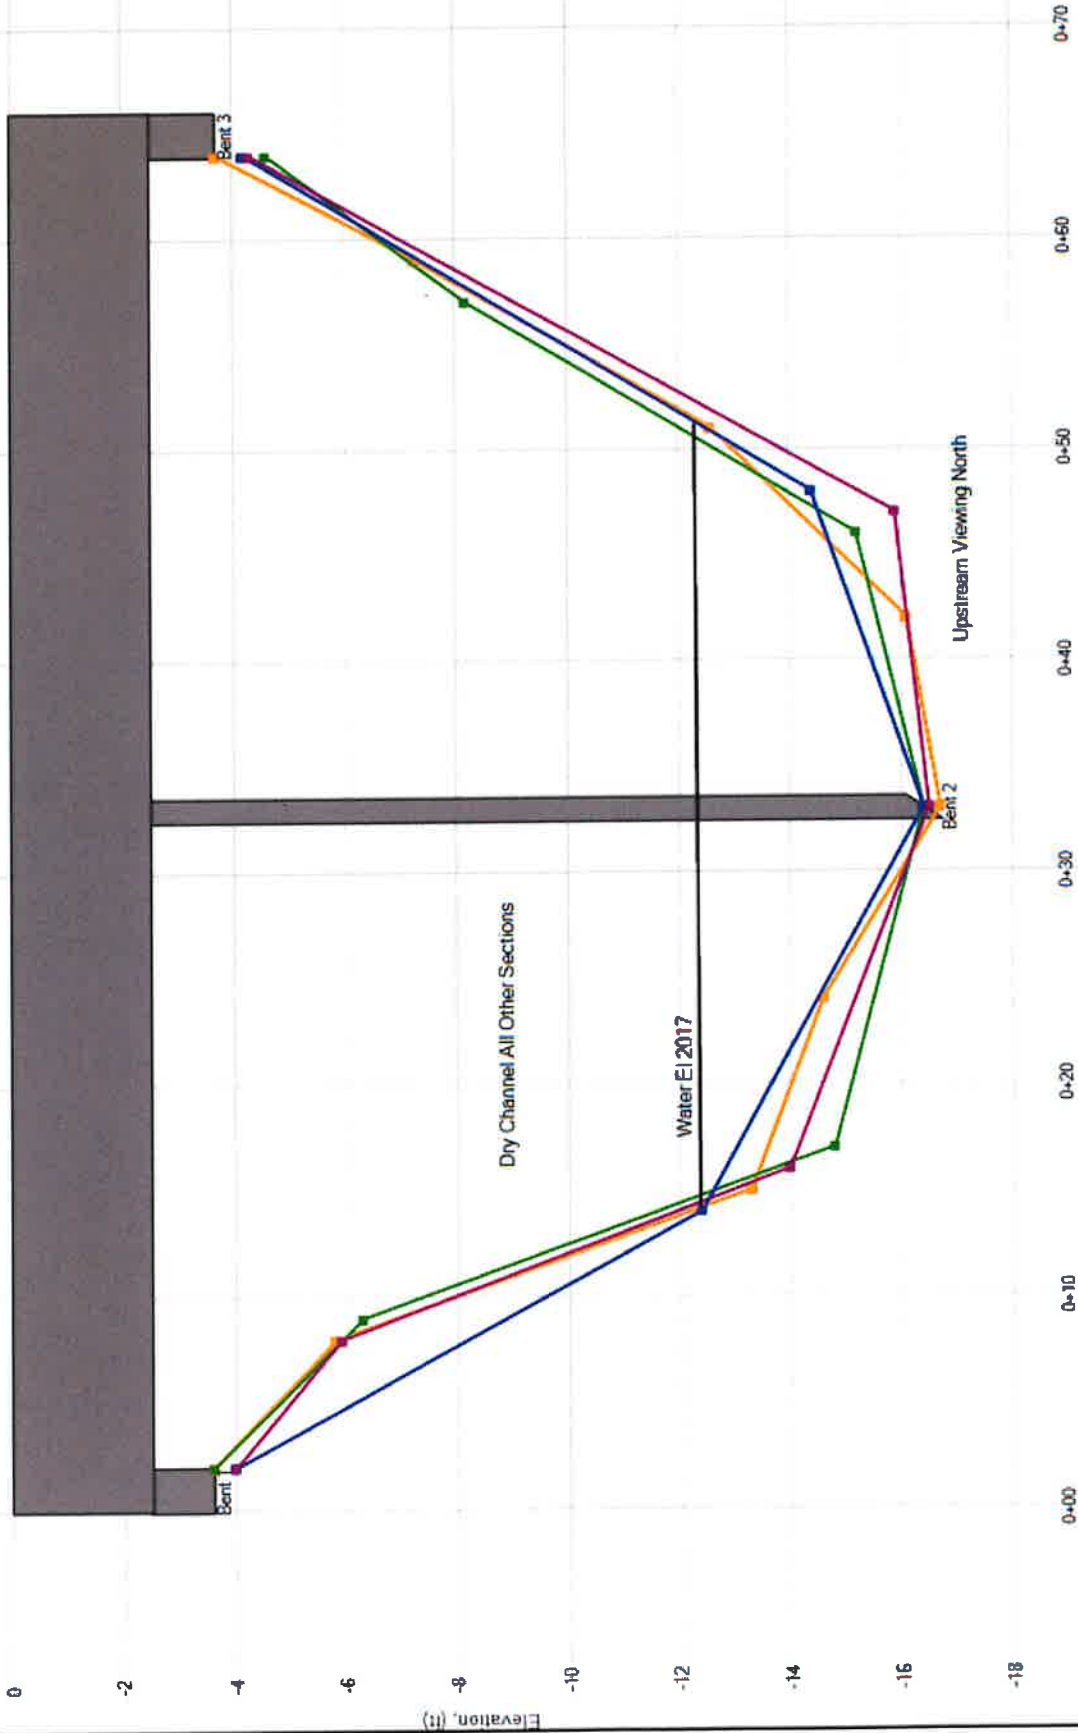 0
-2
-4
-6
-8
-10
-12
-14
-16
-18
Elevation, (ft)
Bent 1
Bent 3
Dry Channel All Other Sections
Water El 2017
Bent 2
Upstream Viewing North
0+00
0+10
0+20
0+30
0+40
0+50
0+60
0+70